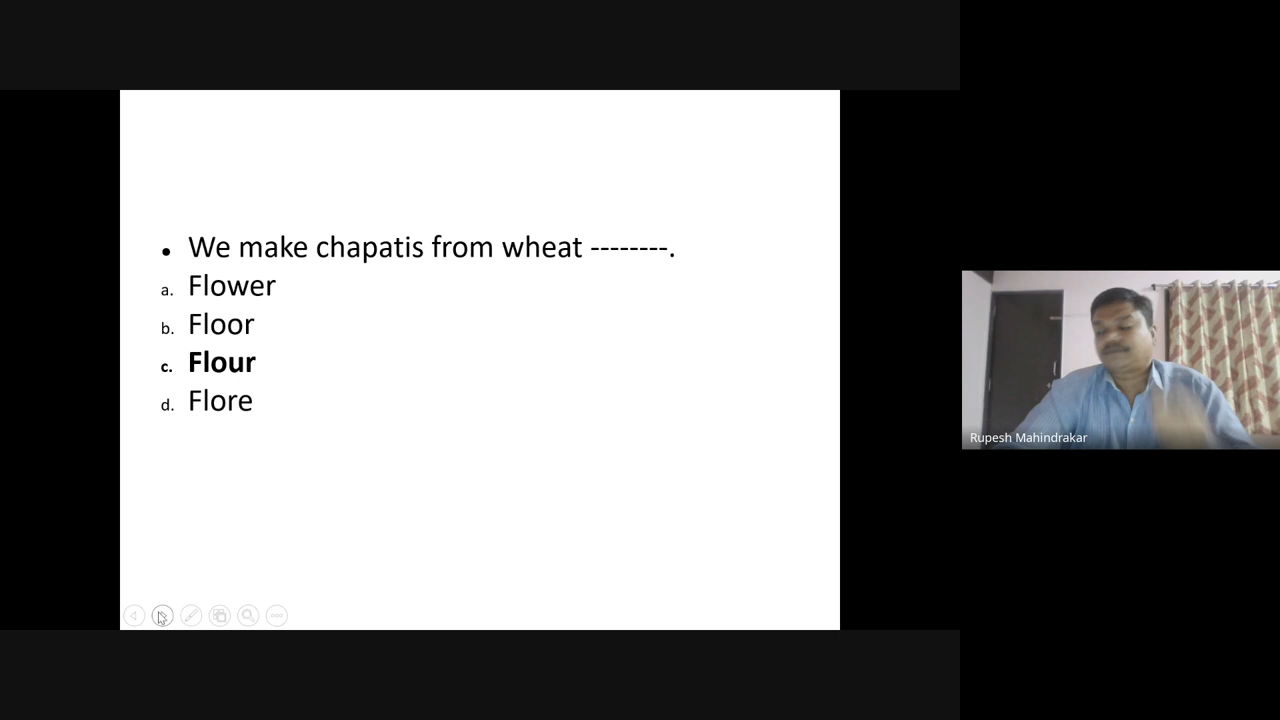 • We make chapatis from wheat --------.
a. Flower
b. Floor
c. Flour
d. Flore
Rupesh Mahindrakar